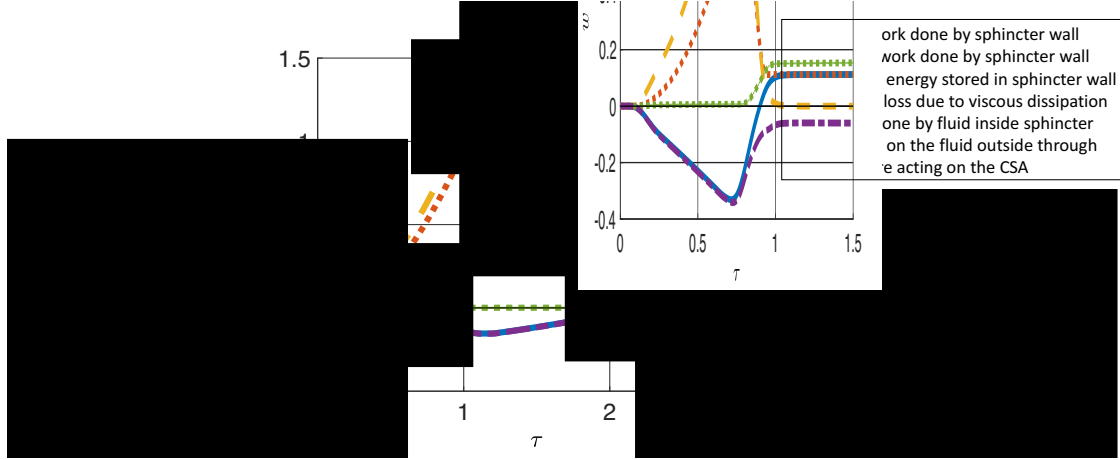 0.2
0
-0.2
-0.4
0
0.5
1
1.5
τ
ork done by sphincter wall
work done by sphincter wall
energy stored in sphincter wall
loss due to viscous dissipation
one by fluid inside sphincter
on the fluid outside through
e acting on the CSA
1.5
1
2
τ